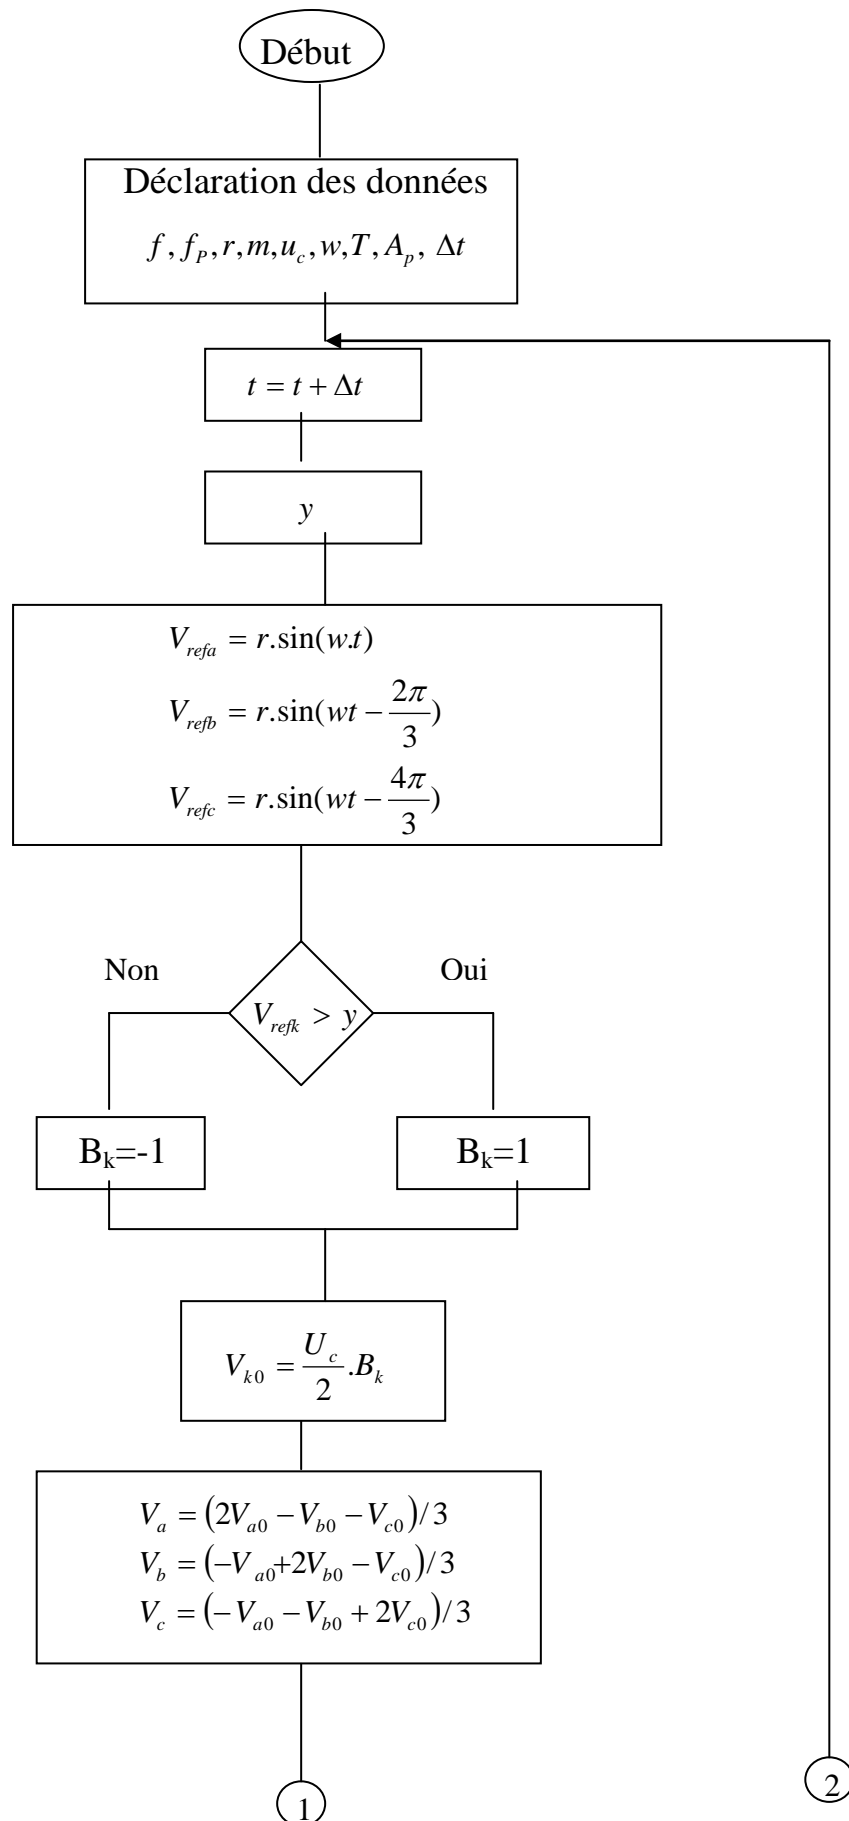 Début
Déclaration des données
f, f_P, r, m, u_c, w, T, A_p, Δt
t = t + Δt
y
V_refa = r.sin(w.t)
V_refb = r.sin(wt − 2π/3)
V_refc = r.sin(wt − 4π/3)
Non Oui
V_refk > y
B_k=-1 B_k=1
V_k0 = U_c/2 .B_k
V_a = (2V_a0 − V_b0 − V_c0)/3
V_b = (−V_a0+2V_b0 − V_c0)/3
V_c = (−V_a0 − V_b0 + 2V_c0)/3
1 2